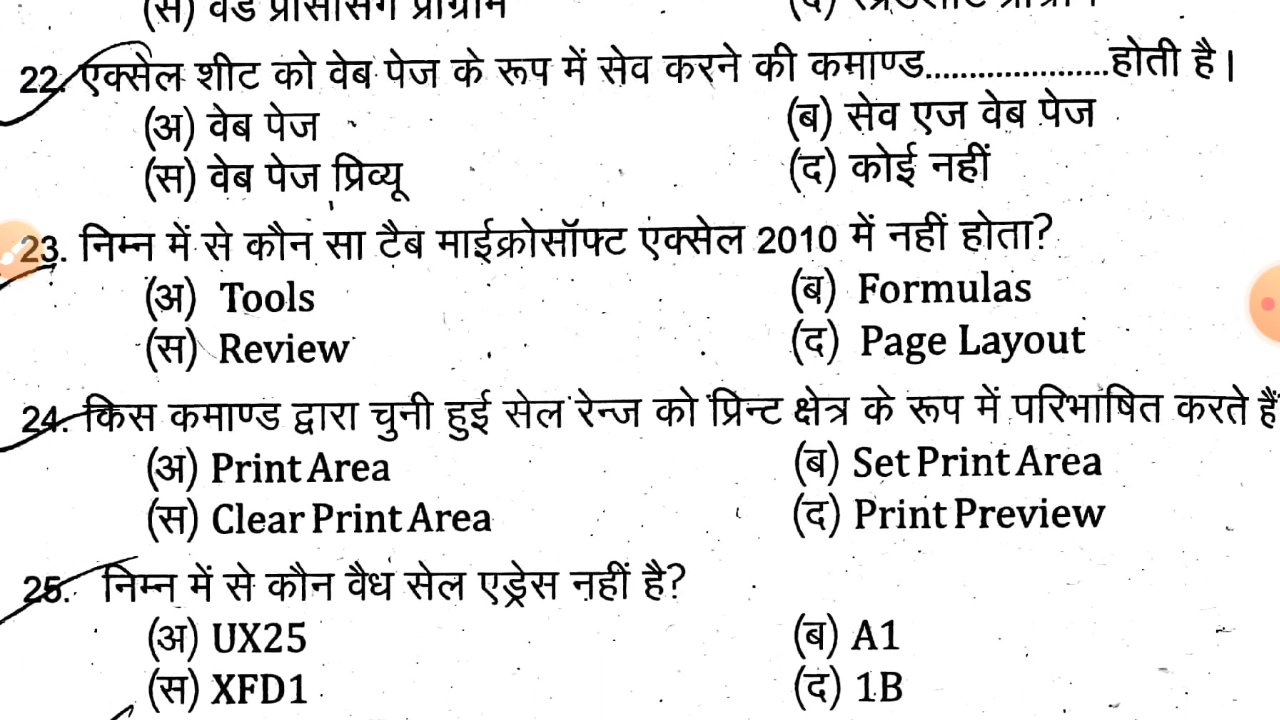 22. एक्सेल शीट को वेब पेज के रूप में सेव करने की कमाण्ड.....................होती है।
(अ) वेब पेज (ब) सेव एज वेब पेज
(स) वेब पेज प्रिव्यू (द) कोई नहीं
23. निम्न में से कौन सा टैब माईक्रोसॉफ्ट एक्सेल 2010 में नहीं होता?
(अ) Tools (ब) Formulas
(स) Review (द) Page Layout
24. किस कमाण्ड द्वारा चुनी हुई सेल रेन्ज को प्रिन्ट क्षेत्र के रूप में परिभाषित करते हैं
(अ) Print Area (ब) Set Print Area
(स) Clear Print Area (द) Print Preview
25. निम्न में से कौन वैध सेल एड्रेस नहीं है?
(अ) UX25 (ब) A1
(स) XFD1 (द) 1B